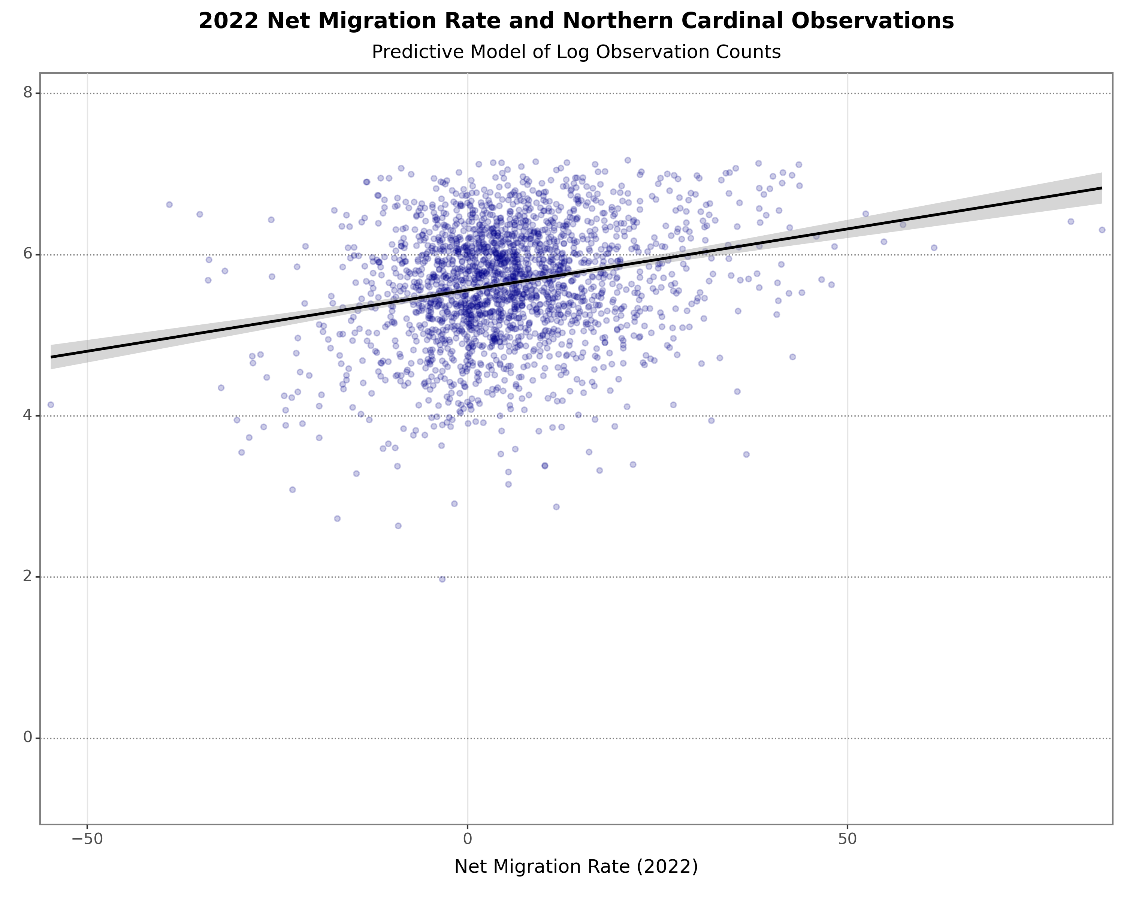 2022 Net Migration Rate and Northern Cardinal Observations
Predictive Model of Log Observation Counts
8
6
4
2
0
−50 0 50
Net Migration Rate (2022)